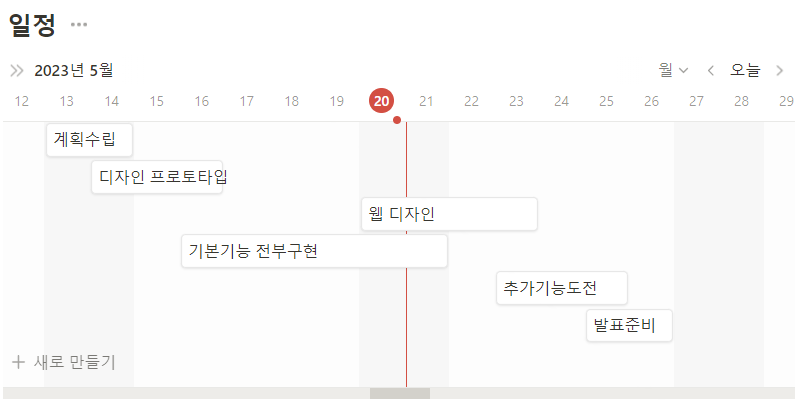 일정 ···
2023년 5월 월 오늘
12 13 14 15 16 17 18 19 20 21 22 23 24 25 26 27 28 29
계획수립
디자인 프로토타입
웹 디자인
기본기능 전부구현
추가기능도전
발표준비
+ 새로 만들기